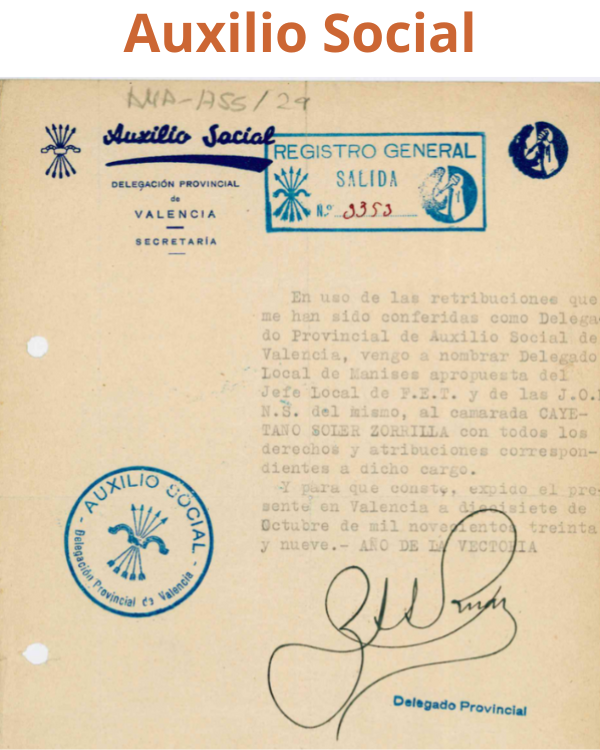 Auxilio Social
AMA-1755/29
Auxilio Social
DELEGACIÓN PROVINCIAL
de
VALENCIA
SECRETARÍA
REGISTRO GENERAL
SALIDA
N.º 3353
En uso de las retribuciones que
me han sido conferidas como Delega-
do Provincial de Auxilio Social de
Valencia, vengo a nombrar Delegado
Local de Manises apropuesta del
Jefe Local de F.E.T. y de las J.O.
N.S. del mismo, al camarada CAYE-
TANO SOLER ZORRILLA con todos los
derechos y atribuciones correspon-
dientes a dicho cargo.
Y para que conste, expido el pre-
sente en Valencia a diecisiete de
Octubre de mil novecientos treinta
y nueve.- AÑO DE LA VECTORIA
- AUXILIO SOCIAL -
Delegación Provincial de Valencia
Delegado Provincial